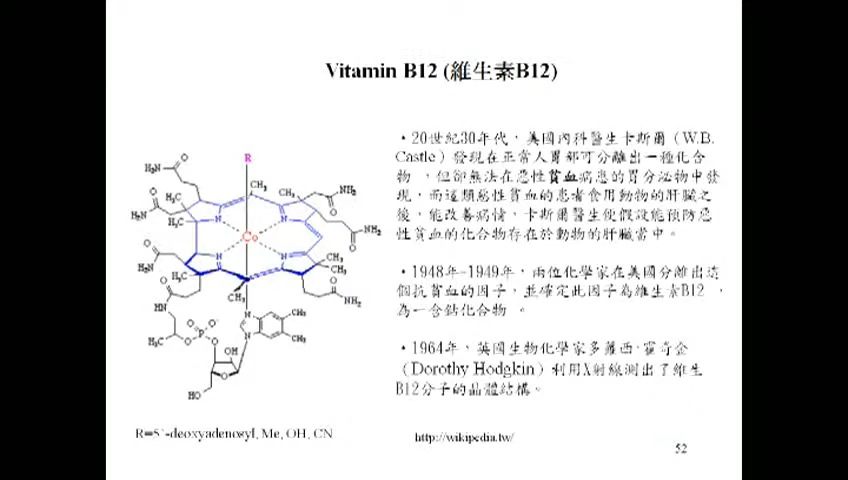 Vitamin B12 (維生素B12)
・20世紀30年代，美國內科醫生卡斯爾（W.B.
Castle）發現在正常人胃部可分離出一種化合
物 ，但卻無法在惡性貧血病患的胃分泌物中發
現，而這類惡性貧血的患者食用動物的肝臟之
後，能改善病情，卡斯爾醫生便假設能預防惡
性貧血的化合物存在於動物的肝臟當中。
・1948年-1949年，兩位化學家在美國分離出這
個抗貧血的因子，並確定此因子為維生素B12 ，
為一含鈷化合物 。
・1964年，英國生物化學家多蘿西·霍奇金
（Dorothy Hodgkin）利用X射線測出了維生
B12分子的晶體結構。
R
H₂N
O
CH₃
NH₂
H₃C
N
Co
HN
P
OH
HO
R=5`-deoxyadenosyl, Me, OH, CN
http://wikipedia.tw/
52